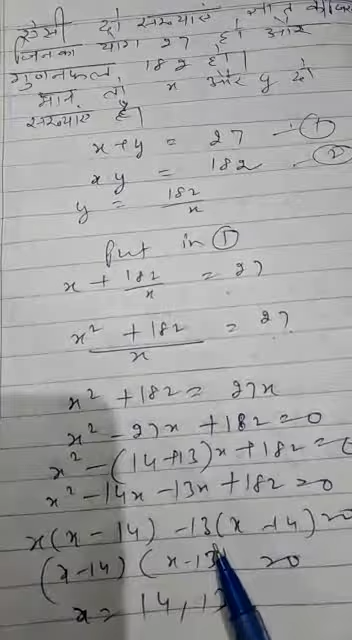 ऐसी दो संख्याएं ज्ञात कीजिए
जिनका योग 27 हो और
गुणनफल 182 हो।
माना x और y दो
संख्याएं हैं।
x + y = 27 — ①
xy = 182 — ②
y = 182/x
Put in ①
x + 182/x = 27
x² + 182 / x = 27
x² + 182 = 27x
x² - 27x + 182 = 0
x² - (14+13)x + 182 = 0
x² - 14x - 13x + 182 = 0
x(x - 14) - 13(x - 14) = 0
(x-14) (x-13) = 0
x = 14, 13